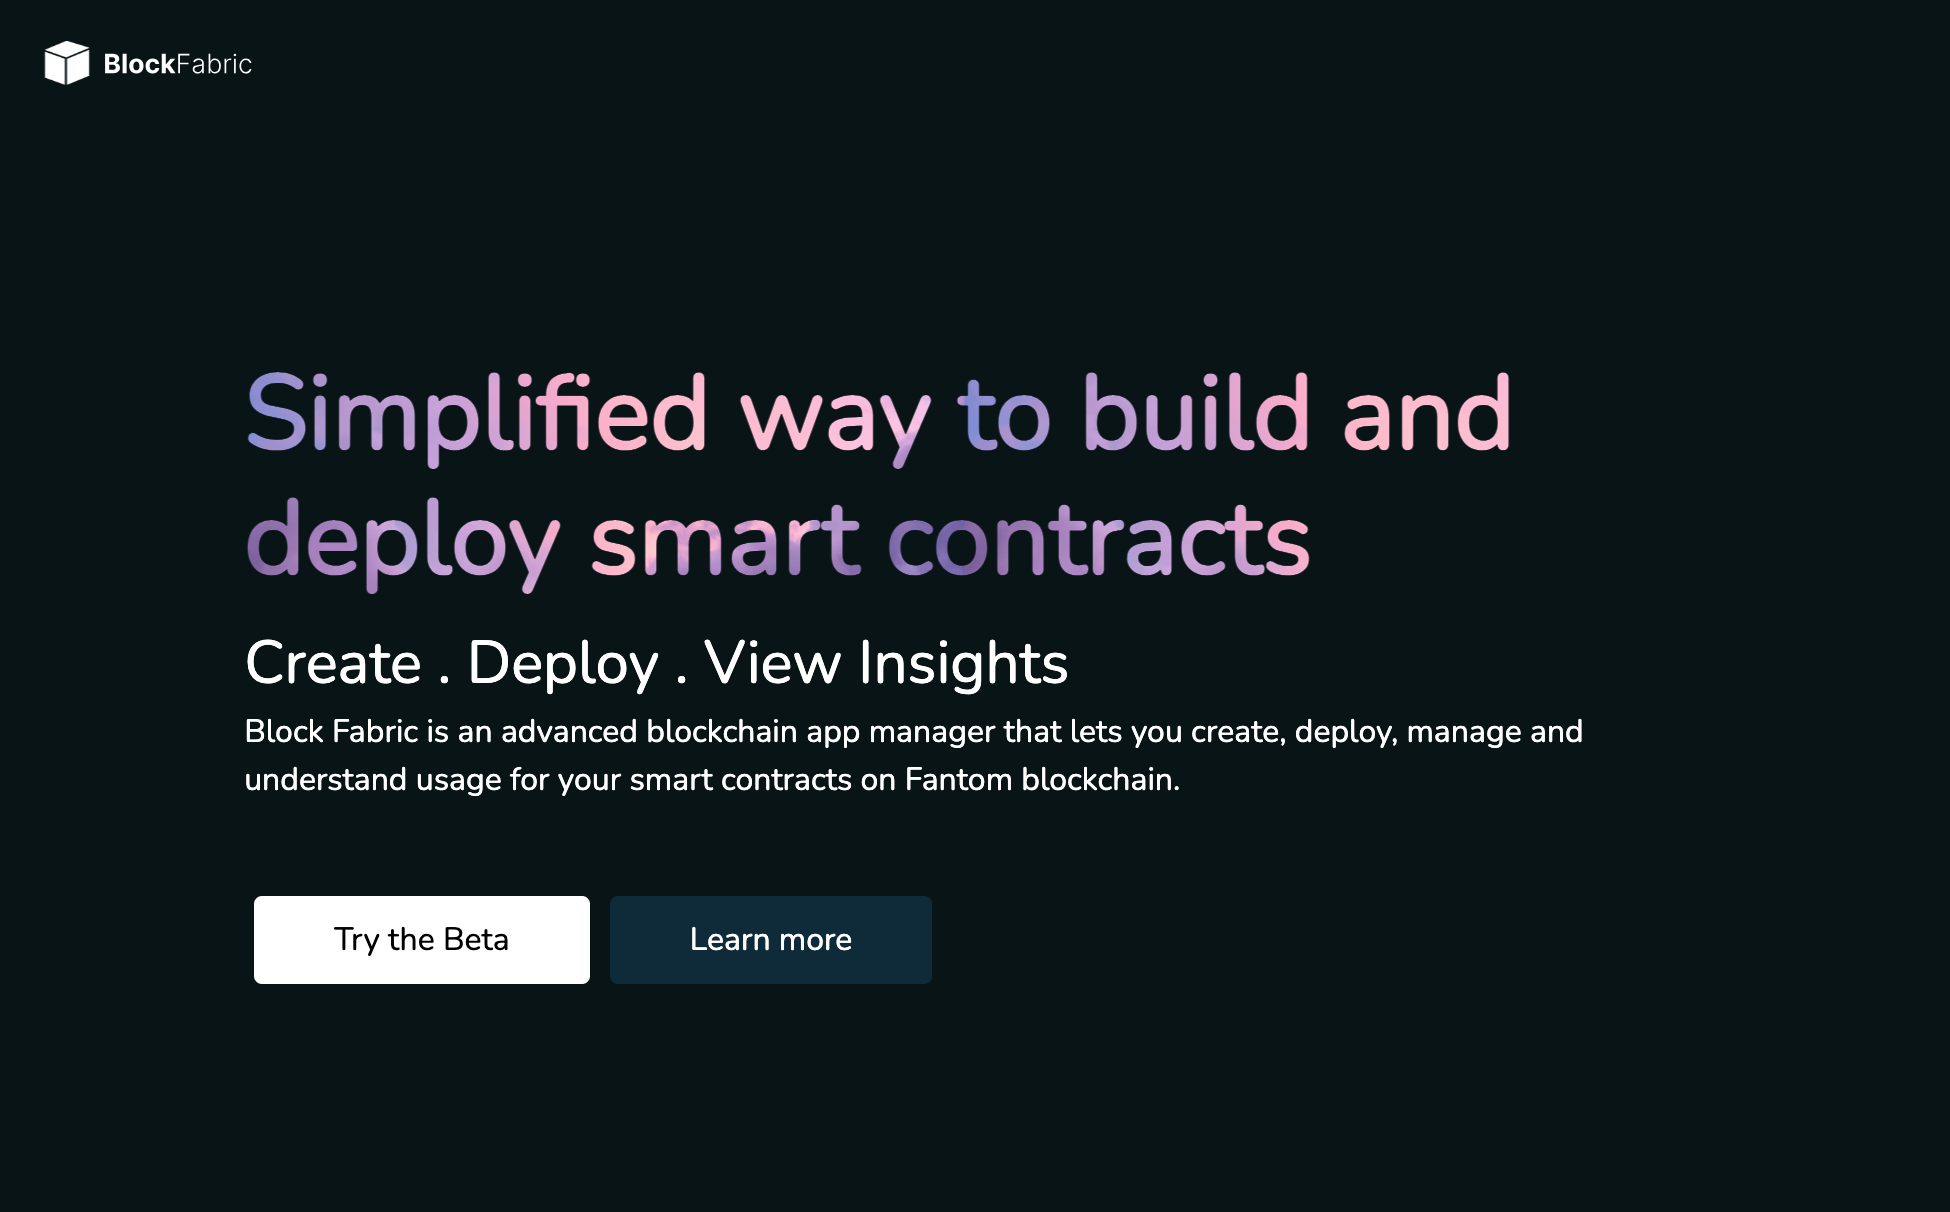 BlockFabric
Simplified way to build and
deploy smart contracts
Create . Deploy . View Insights
Block Fabric is an advanced blockchain app manager that lets you create, deploy, manage and
understand usage for your smart contracts on Fantom blockchain.
Try the Beta
Learn more